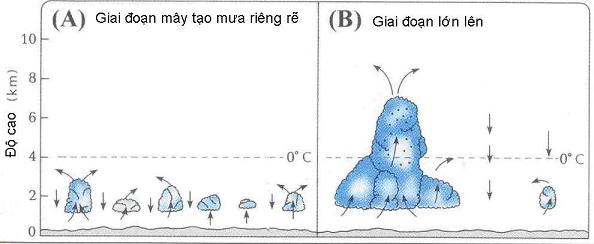 (A) Giai đoạn mây tạo mưa riêng rẽ
(B) Giai đoạn lớn lên
Độ cao (km)
10
8
6
4
2
0
0° C
0° C